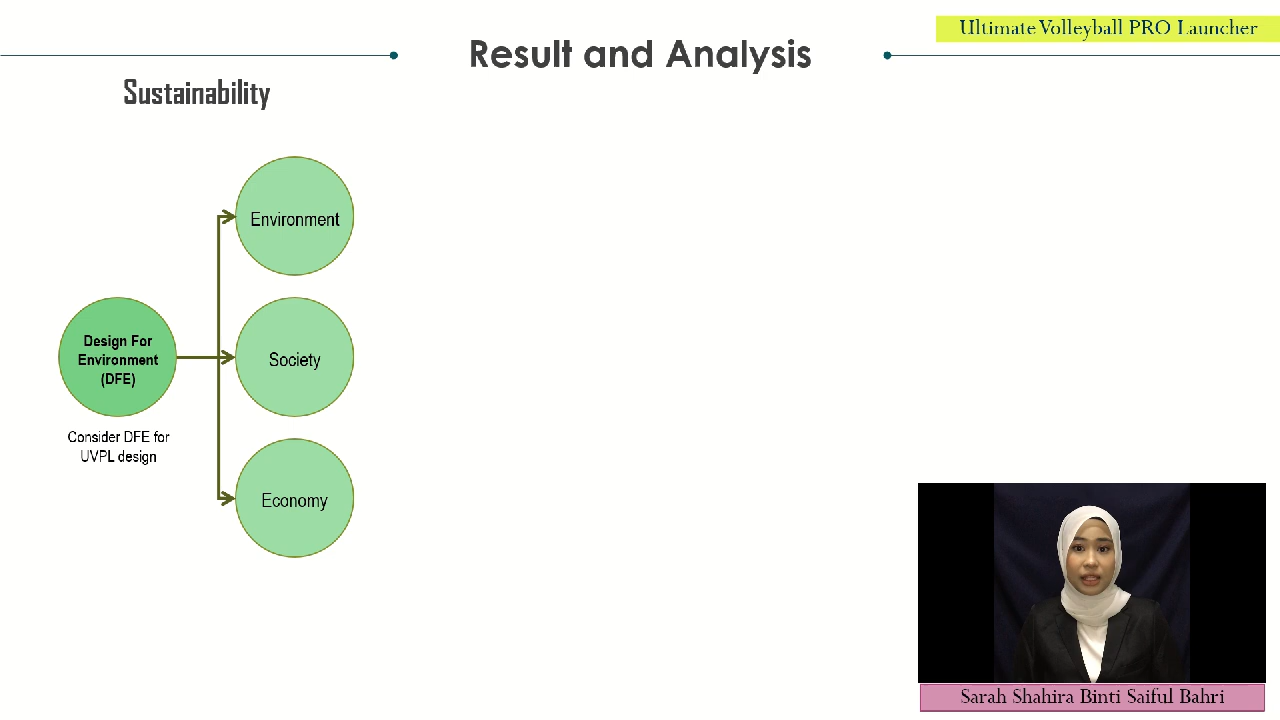 Ultimate Volleyball PRO Launcher
Result and Analysis
Sustainability
Environment
Design For
Environment
(DFE)
Society
Consider DFE for
UVPL design
Economy
Sarah Shahira Binti Saiful Bahri